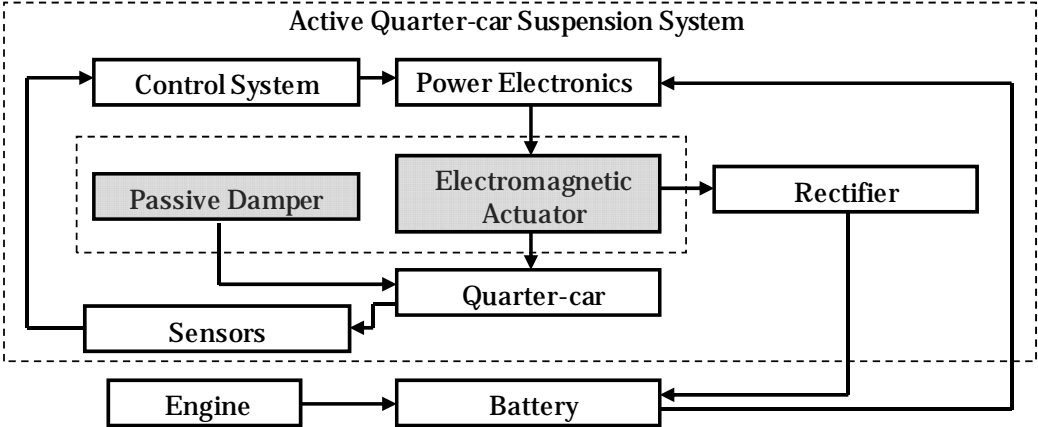 Active Quarter-car Suspension System
Control System
Power Electronics
Passive Damper
Electromagnetic
Actuator
Rectifier
Quarter-car
Sensors
Engine
Battery